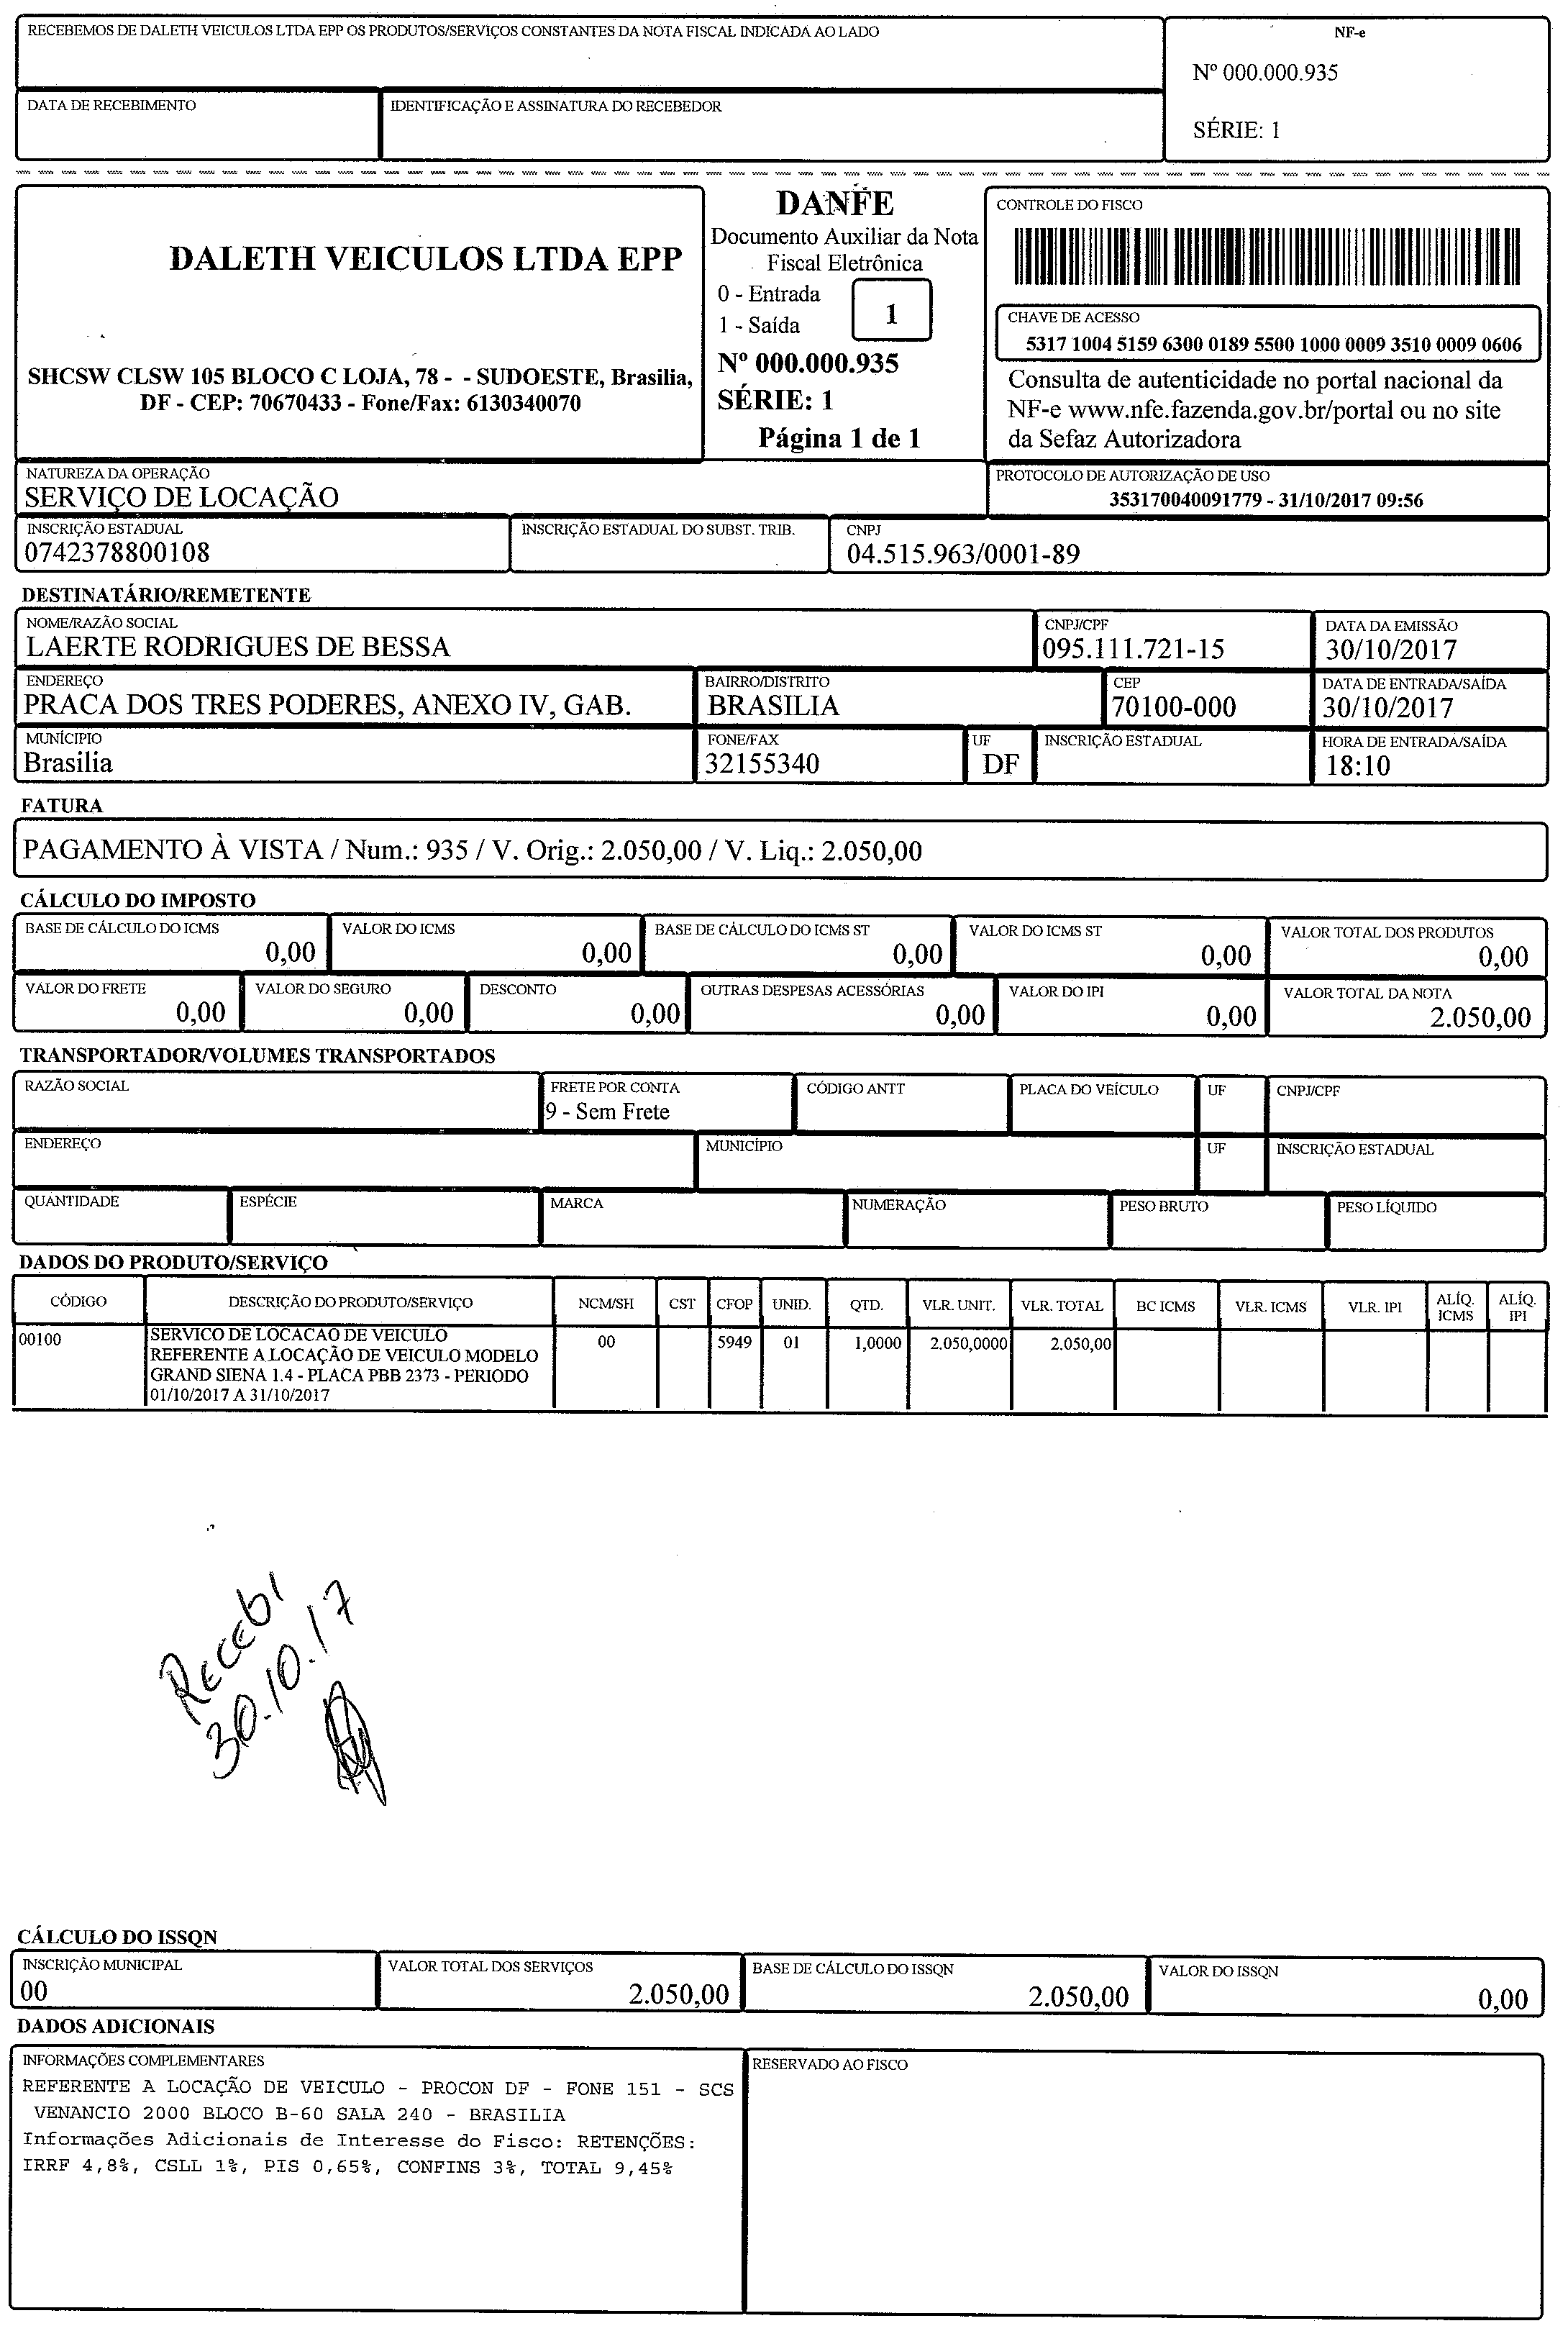 RECEBEMOS DE DALETH VEICULOS LTDA EPP OS PRODUTOS/SERVIÇOS CONSTANTES DA NOTA FISCAL INDICADA AO LADO
NF-e
Nº 000.000.935
SÉRIE: 1
DATA DE RECEBIMENTO
IDENTIFICAÇÃO E ASSINATURA DO RECEBEDOR
DALETH VEICULOS LTDA EPP
SHCSW CLSW 105 BLOCO C LOJA, 78 - - SUDOESTE, Brasilia,
DF - CEP: 70670433 - Fone/Fax: 6130340070
DANFE
Documento Auxiliar da Nota
Fiscal Eletrônica
0 - Entrada
1 - Saída
1
Nº 000.000.935
SÉRIE: 1
Página 1 de 1
CONTROLE DO FISCO
CHAVE DE ACESSO
5317 1004 5159 6300 0189 5500 1000 0009 3510 0009 0606
Consulta de autenticidade no portal nacional da
NF-e www.nfe.fazenda.gov.br/portal ou no site
da Sefaz Autorizadora
NATUREZA DA OPERAÇÃO
SERVIÇO DE LOCAÇÃO
PROTOCOLO DE AUTORIZAÇÃO DE USO
353170040091779 - 31/10/2017 09:56
INSCRIÇÃO ESTADUAL
0742378800108
INSCRIÇÃO ESTADUAL DO SUBST. TRIB.
CNPJ
04.515.963/0001-89
DESTINATÁRIO/REMETENTE
NOME/RAZÃO SOCIAL
LAERTE RODRIGUES DE BESSA
CNPJ/CPF
095.111.721-15
DATA DA EMISSÃO
30/10/2017
ENDEREÇO
PRACA DOS TRES PODERES, ANEXO IV, GAB.
BAIRRO/DISTRITO
BRASILIA
CEP
70100-000
DATA DE ENTRADA/SAÍDA
30/10/2017
MUNÍCIPIO
Brasilia
FONE/FAX
32155340
UF
DF
INSCRIÇÃO ESTADUAL
HORA DE ENTRADA/SAÍDA
18:10
FATURA
PAGAMENTO À VISTA / Num.: 935 / V. Orig.: 2.050,00 / V. Liq.: 2.050,00
CÁLCULO DO IMPOSTO
BASE DE CÁLCULO DO ICMS
0,00
VALOR DO ICMS
0,00
BASE DE CÁLCULO DO ICMS ST
0,00
VALOR DO ICMS ST
0,00
VALOR TOTAL DOS PRODUTOS
0,00
VALOR DO FRETE
0,00
VALOR DO SEGURO
0,00
DESCONTO
0,00
OUTRAS DESPESAS ACESSÓRIAS
0,00
VALOR DO IPI
0,00
VALOR TOTAL DA NOTA
2.050,00
TRANSPORTADOR/VOLUMES TRANSPORTADOS
RAZÃO SOCIAL
FRETE POR CONTA
9 - Sem Frete
CÓDIGO ANTT
PLACA DO VEÍCULO
UF
CNPJ/CPF
ENDEREÇO
MUNICÍPIO
UF
INSCRIÇÃO ESTADUAL
QUANTIDADE
ESPÉCIE
MARCA
NUMERAÇÃO
PESO BRUTO
PESO LÍQUIDO
DADOS DO PRODUTO/SERVIÇO
CÓDIGO DESCRIÇÃO DO PRODUTO/SERVIÇO NCM/SH CST CFOP UNID. QTD. VLR. UNIT. VLR. TOTAL BC ICMS VLR. ICMS VLR. IPI ALÍQ. ICMS ALÍQ. IPI
00100 SERVICO DE LOCACAO DE VEICULO 00 5949 01 1,0000 2.050,0000 2.050,00
REFERENTE A LOCAÇÃO DE VEICULO MODELO
GRAND SIENA 1.4 - PLACA PBB 2373 - PERIODO
01/10/2017 A 31/10/2017
RECEBI
30.10.17
CÁLCULO DO ISSQN
INSCRIÇÃO MUNICIPAL
00
VALOR TOTAL DOS SERVIÇOS
2.050,00
BASE DE CÁLCULO DO ISSQN
2.050,00
VALOR DO ISSQN
0,00
DADOS ADICIONAIS
INFORMAÇÕES COMPLEMENTARES
REFERENTE A LOCAÇÃO DE VEICULO - PROCON DF - FONE 151 - SCS
VENANCIO 2000 BLOCO B-60 SALA 240 - BRASILIA
Informações Adicionais de Interesse do Fisco: RETENÇÕES:
IRRF 4,8%, CSLL 1%, PIS 0,65%, CONFINS 3%, TOTAL 9,45%
RESERVADO AO FISCO